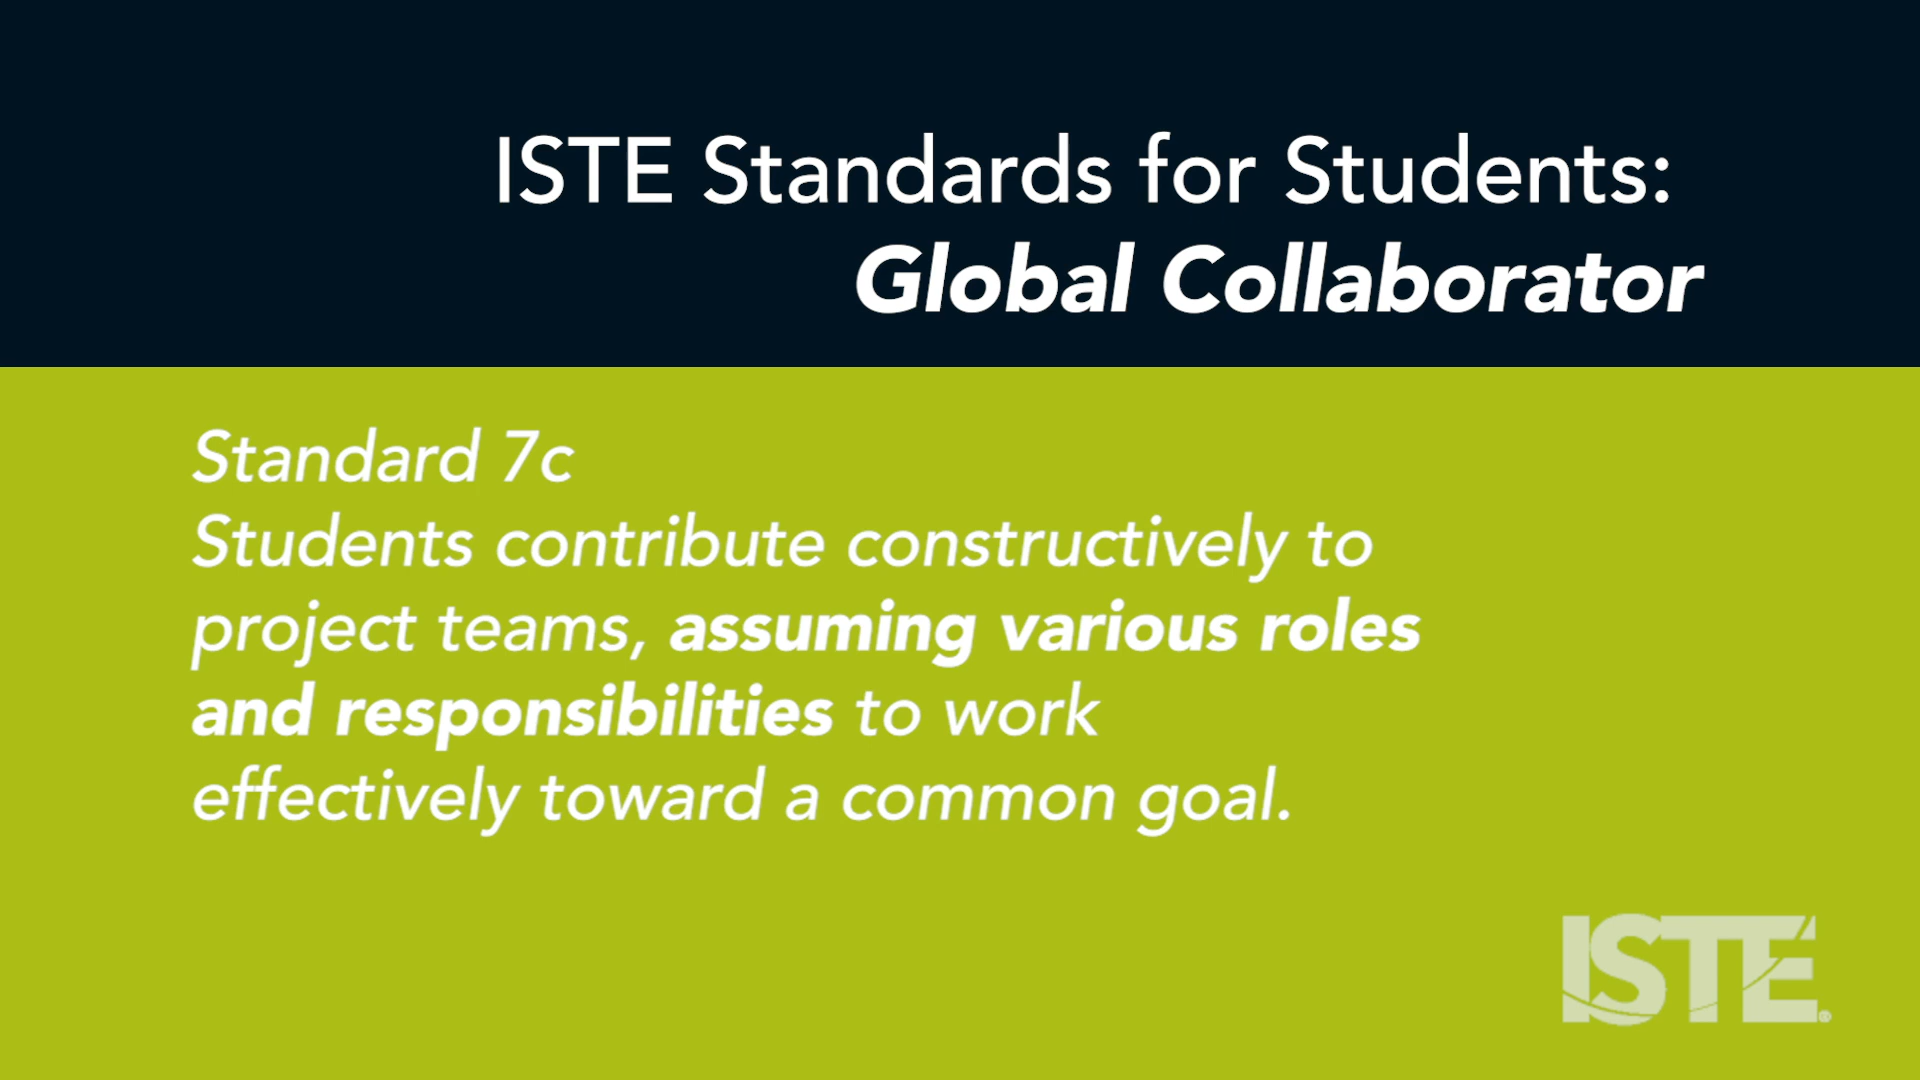 ISTE Standards for Students:
Global Collaborator
Standard 7c
Students contribute constructively to
project teams, assuming various roles
and responsibilities to work
effectively toward a common goal.
ISTE®